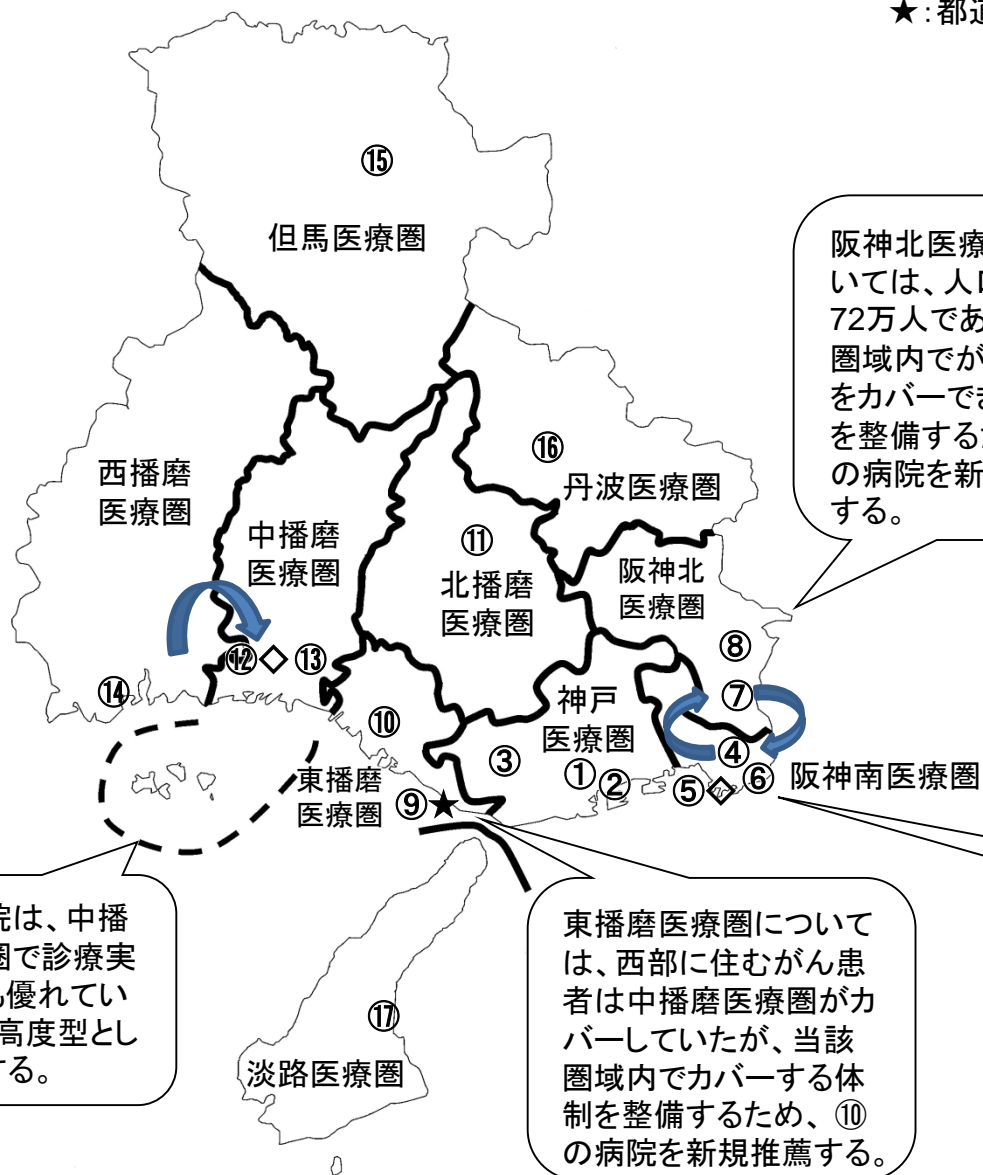 ★：都道
⑮
但馬医療圏
阪神北医療
いては、人口
72万人であ
圏域内でが
をカバーでき
を整備するた
の病院を新
する。
⑯
丹波医療圏
西播磨
医療圏
中播磨
医療圏
⑪
北播磨
医療圏
阪神北
医療圏
⑧
⑦
⑫◇⑬
⑭
⑩
神戸
医療圏
③
①
②
④
⑤◇⑥
阪神南医療圏
東播磨
医療圏
⑨★
院は、中播
圏で診療実
も優れてい
高度型とし
する。
東播磨医療圏について
は、西部に住むがん患
者は中播磨医療圏がカ
バーしていたが、当該
圏域内でカバーする体
制を整備するため、⑩
の病院を新規推薦する。
⑰
淡路医療圏